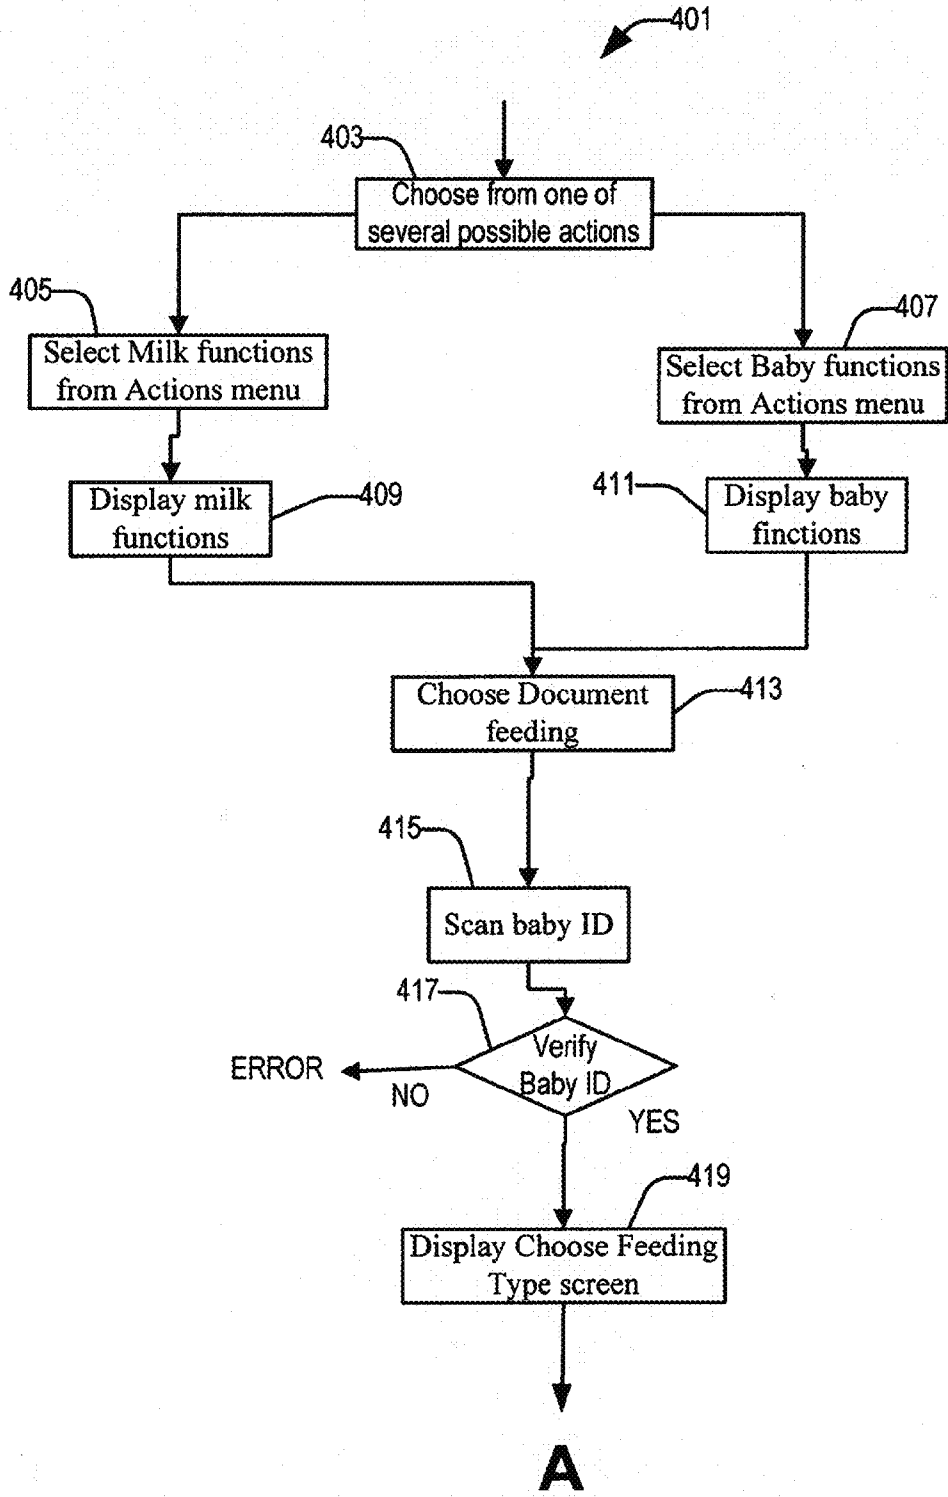 401
403
Choose from one of
several possible actions
405
Select Milk functions
from Actions menu
407
Select Baby functions
from Actions menu
Display milk
functions
409
411
Display baby
finctions
Choose Document
feeding
413
415
Scan baby ID
417
Verify
Baby ID
ERROR
NO
YES
419
Display Choose Feeding
Type screen
A